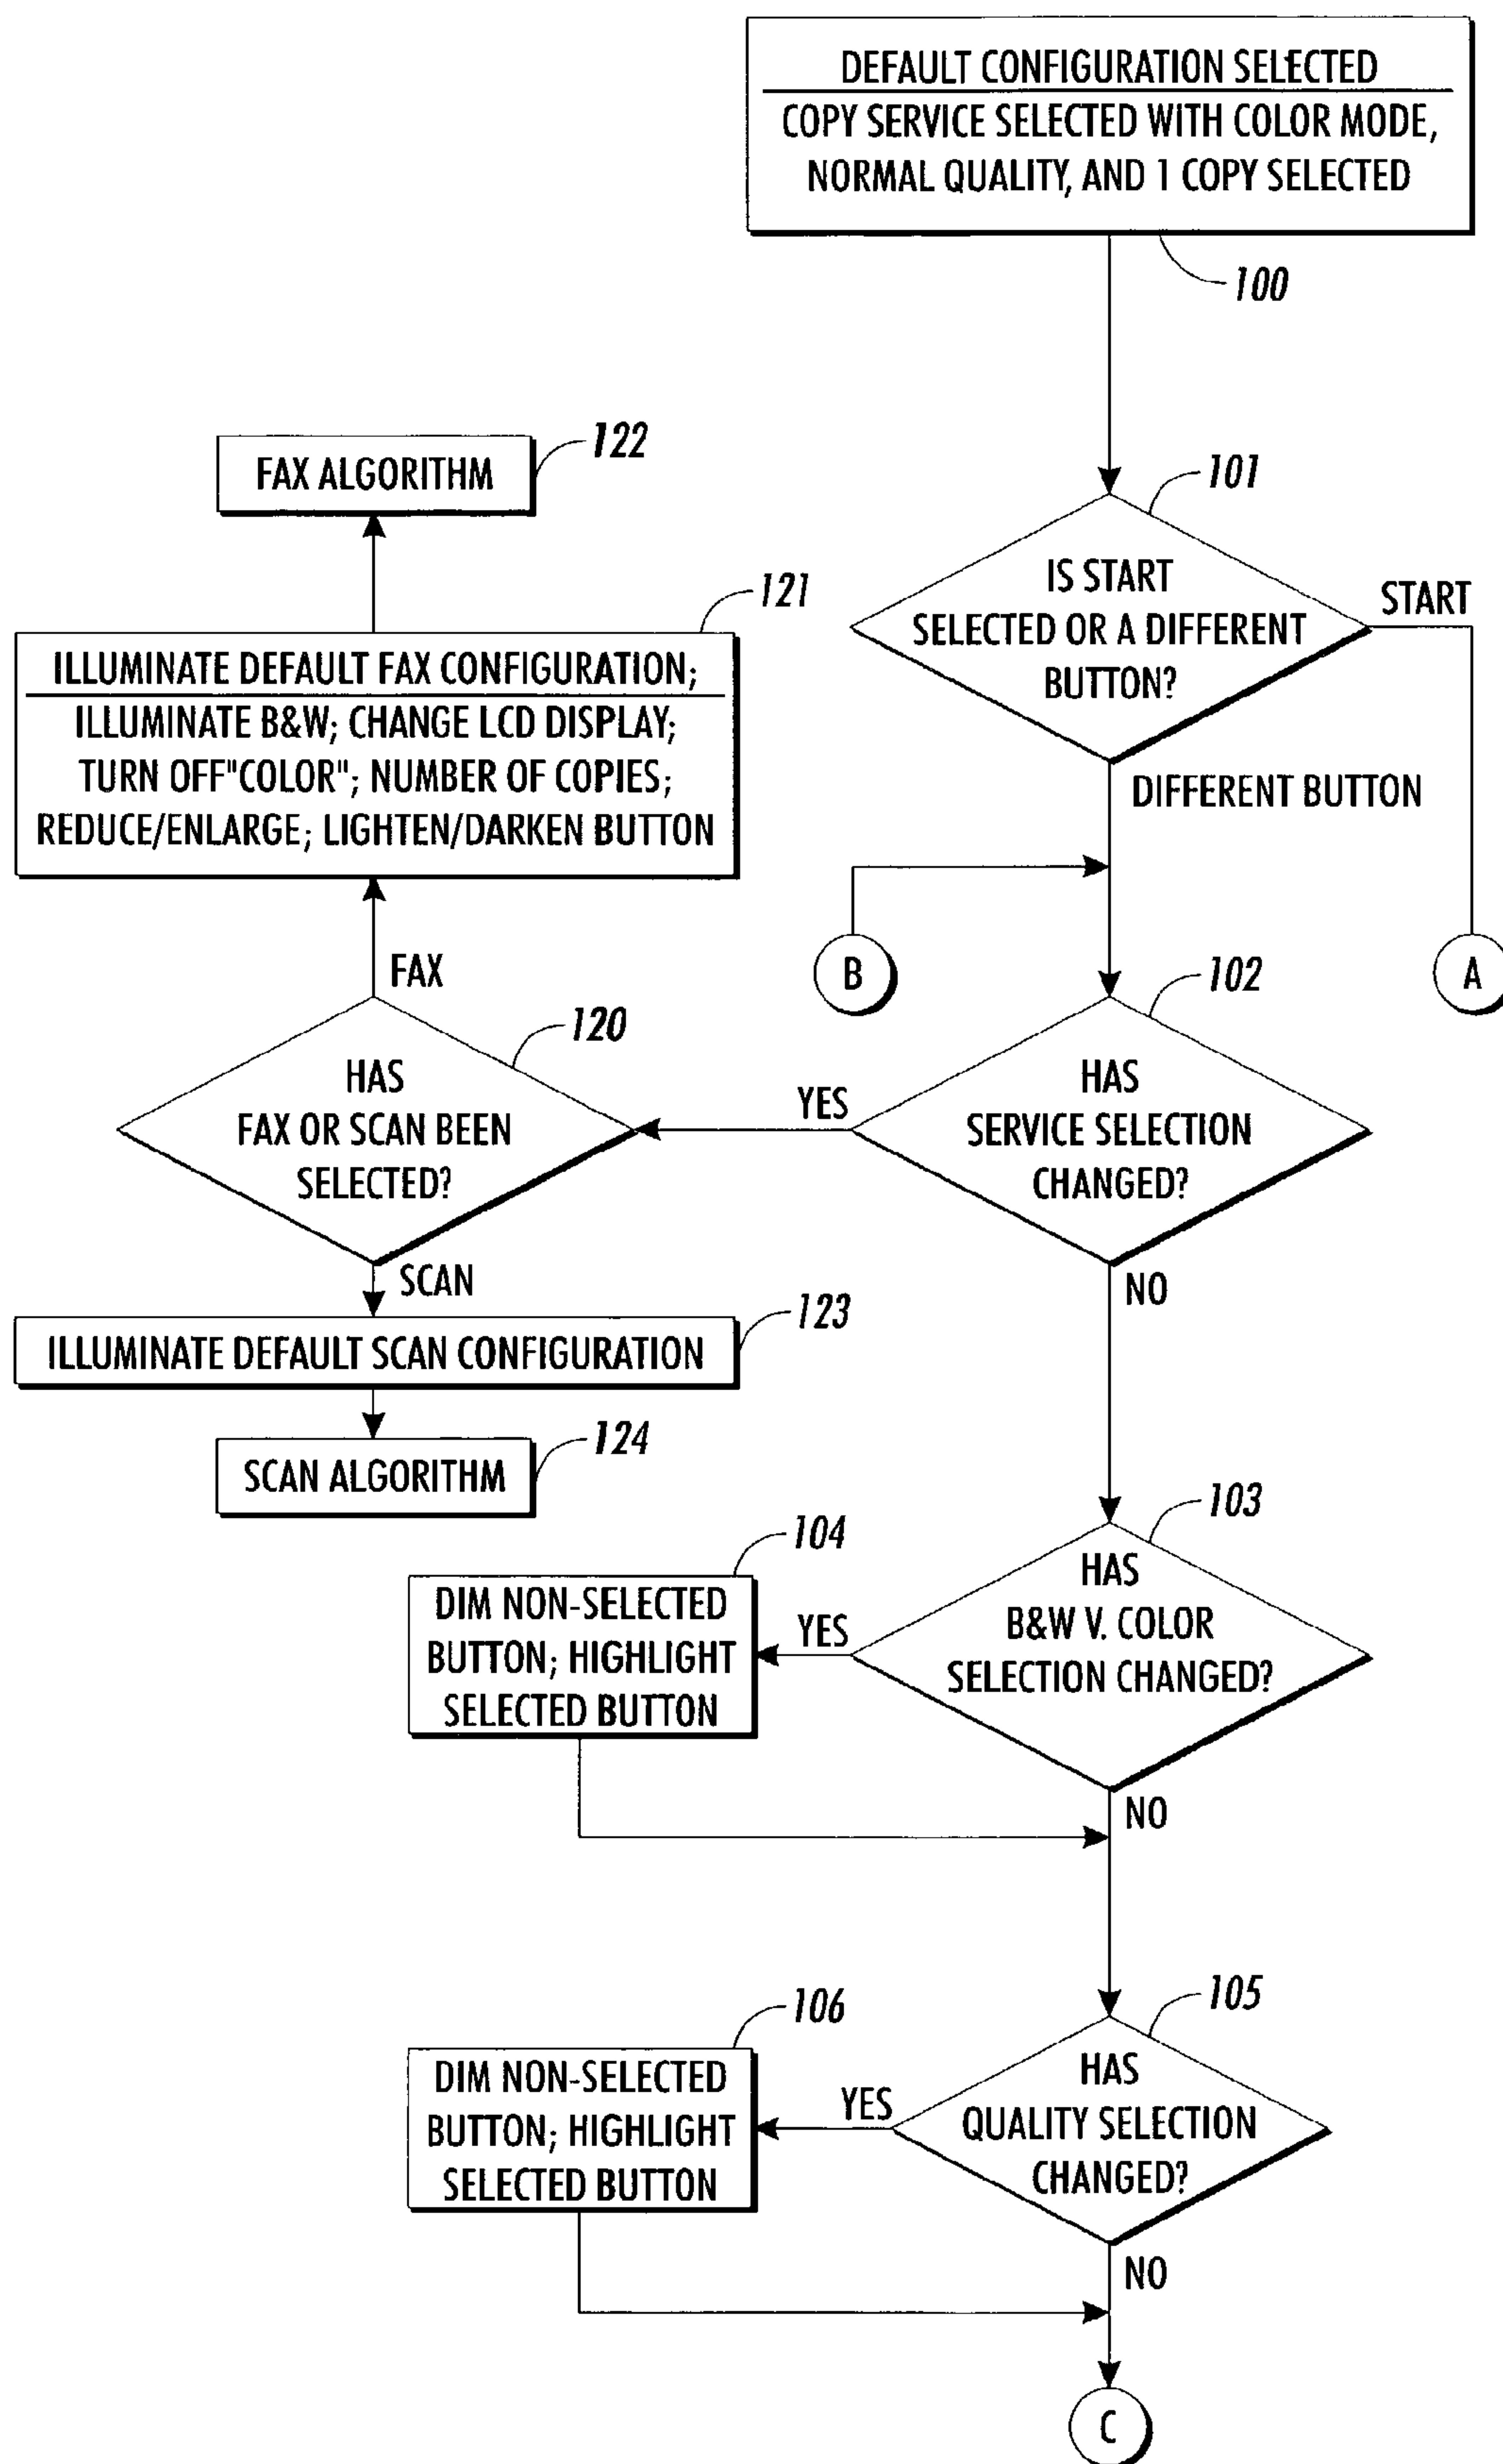 DEFAULT CONFIGURATION SELECTED
COPY SERVICE SELECTED WITH COLOR MODE,
NORMAL QUALITY, AND 1 COPY SELECTED
100
101
IS START
SELECTED OR A DIFFERENT
BUTTON?
START
A
DIFFERENT BUTTON
B
102
HAS
SERVICE SELECTION
CHANGED?
YES
NO
120
HAS
FAX OR SCAN BEEN
SELECTED?
FAX
121
ILLUMINATE DEFAULT FAX CONFIGURATION;
ILLUMINATE B&W; CHANGE LCD DISPLAY;
TURN OFF"COLOR"; NUMBER OF COPIES;
REDUCE/ENLARGE; LIGHTEN/DARKEN BUTTON
122
FAX ALGORITHM
SCAN
123
ILLUMINATE DEFAULT SCAN CONFIGURATION
124
SCAN ALGORITHM
103
HAS
B&W V. COLOR
SELECTION CHANGED?
YES
104
DIM NON-SELECTED
BUTTON; HIGHLIGHT
SELECTED BUTTON
NO
105
HAS
QUALITY SELECTION
CHANGED?
YES
106
DIM NON-SELECTED
BUTTON; HIGHLIGHT
SELECTED BUTTON
NO
C